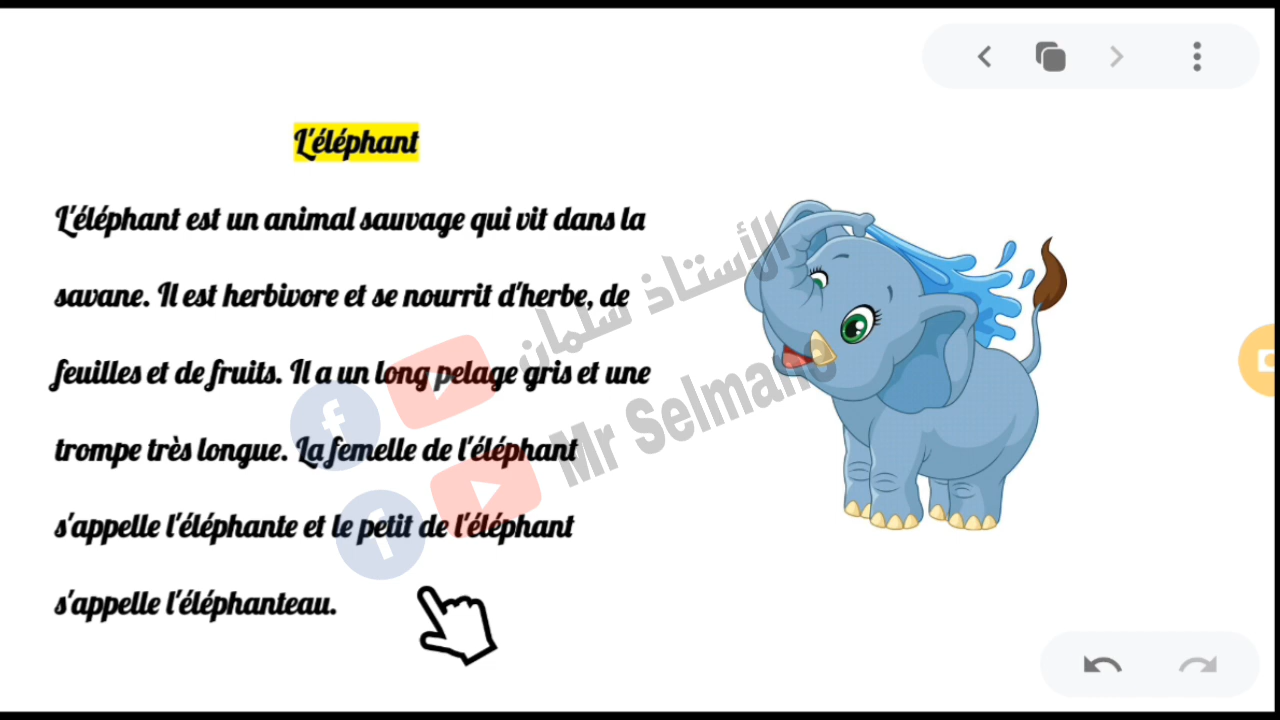 L'éléphant
L'éléphant est un animal sauvage qui vit dans la
savane. Il est herbivore et se nourrit d'herbe, de
feuilles et de fruits. Il a un long pelage gris et une
trompe très longue. La femelle de l'éléphant
s'appelle l'éléphante et le petit de l'éléphant
s'appelle l'éléphanteau.
الأستاذ سلمان
Mr Selmane